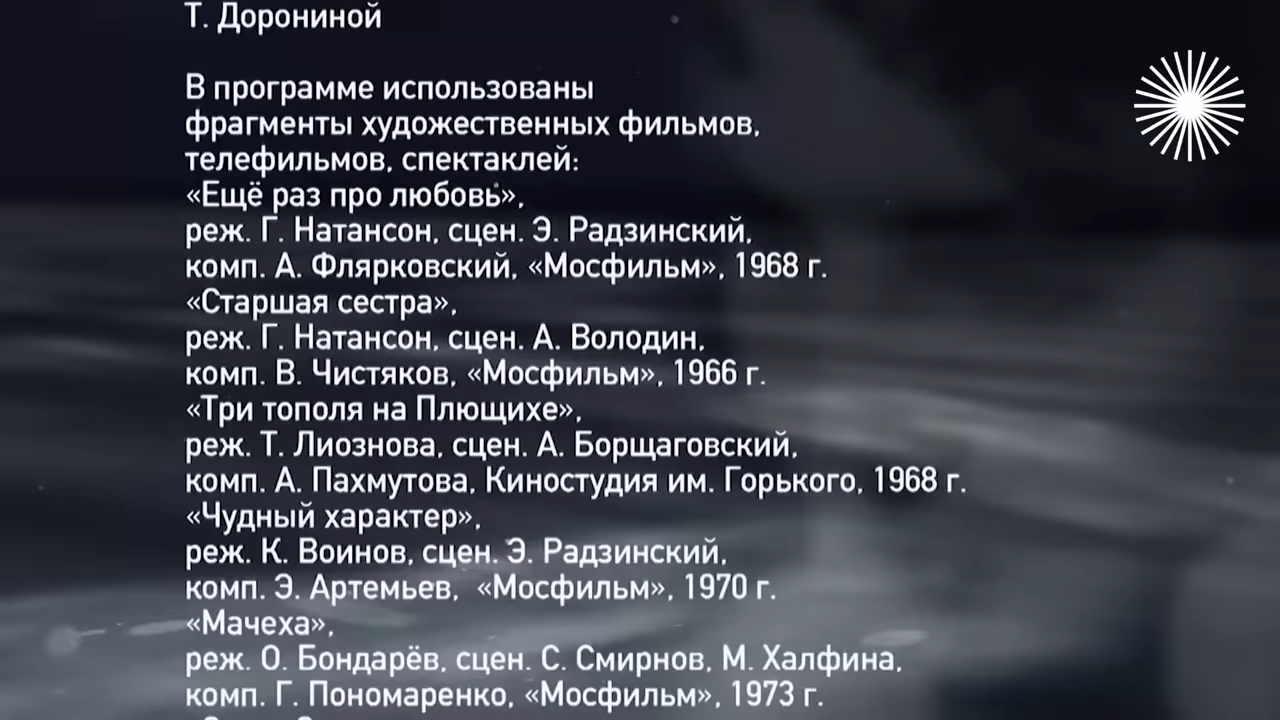 Т. Дорониной
В программе использованы
фрагменты художественных фильмов,
телефильмов, спектаклей:
«Ещё раз про любовь»,
реж. Г. Натансон, сцен. Э. Радзинский,
комп. А. Флярковский, «Мосфильм», 1968 г.
«Старшая сестра»,
реж. Г. Натансон, сцен. А. Володин,
комп. В. Чистяков, «Мосфильм», 1966 г.
«Три тополя на Плющихе»,
реж. Т. Лиознова, сцен. А. Борщаговский,
комп. А. Пахмутова, Киностудия им. Горького, 1968 г.
«Чудный характер»,
реж. К. Воинов, сцен. Э. Радзинский,
комп. Э. Артемьев, «Мосфильм», 1970 г.
«Мачеха»,
реж. О. Бондарёв, сцен. С. Смирнов, М. Халфина,
комп. Г. Пономаренко, «Мосфильм», 1973 г.